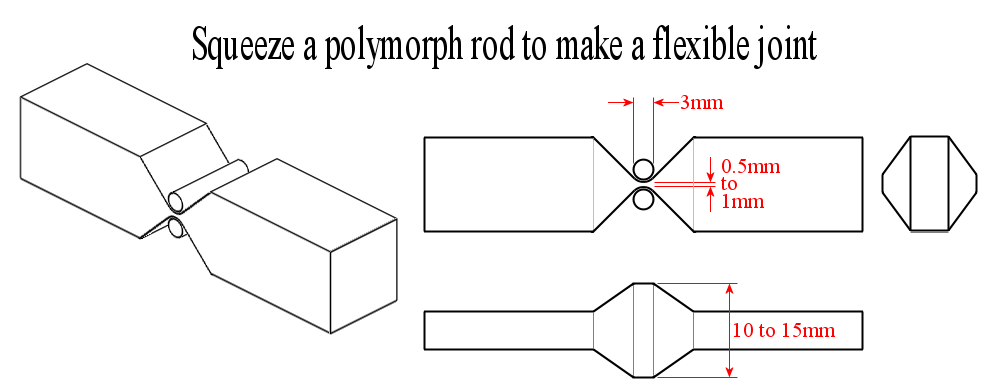 Squeeze a polymorph rod to make a flexible joint
3mm
0.5mm
to
1mm
10 to 15mm